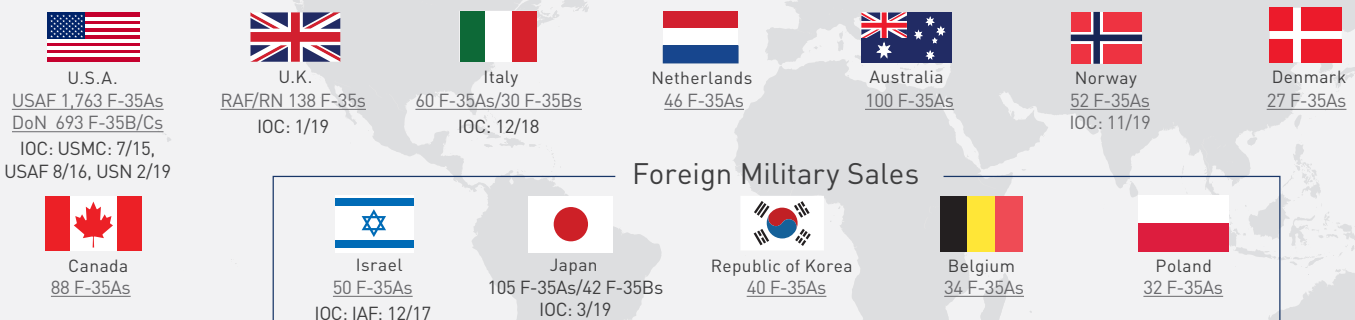 U.S.A.
USAF 1,763 F-35As
DoN 693 F-35B/Cs
IOC: USMC: 7/15,
USAF 8/16, USN 2/19
U.K.
RAF/RN 138 F-35s
IOC: 1/19
Italy
60 F-35As/30 F-35Bs
IOC: 12/18
Netherlands
46 F-35As
Australia
100 F-35As
Norway
52 F-35As
IOC: 11/19
Denmark
27 F-35As
Canada
88 F-35As
Foreign Military Sales
Israel
50 F-35As
IOC: IAF: 12/17
Japan
105 F-35As/42 F-35Bs
IOC: 3/19
Republic of Korea
40 F-35As
Belgium
34 F-35As
Poland
32 F-35As